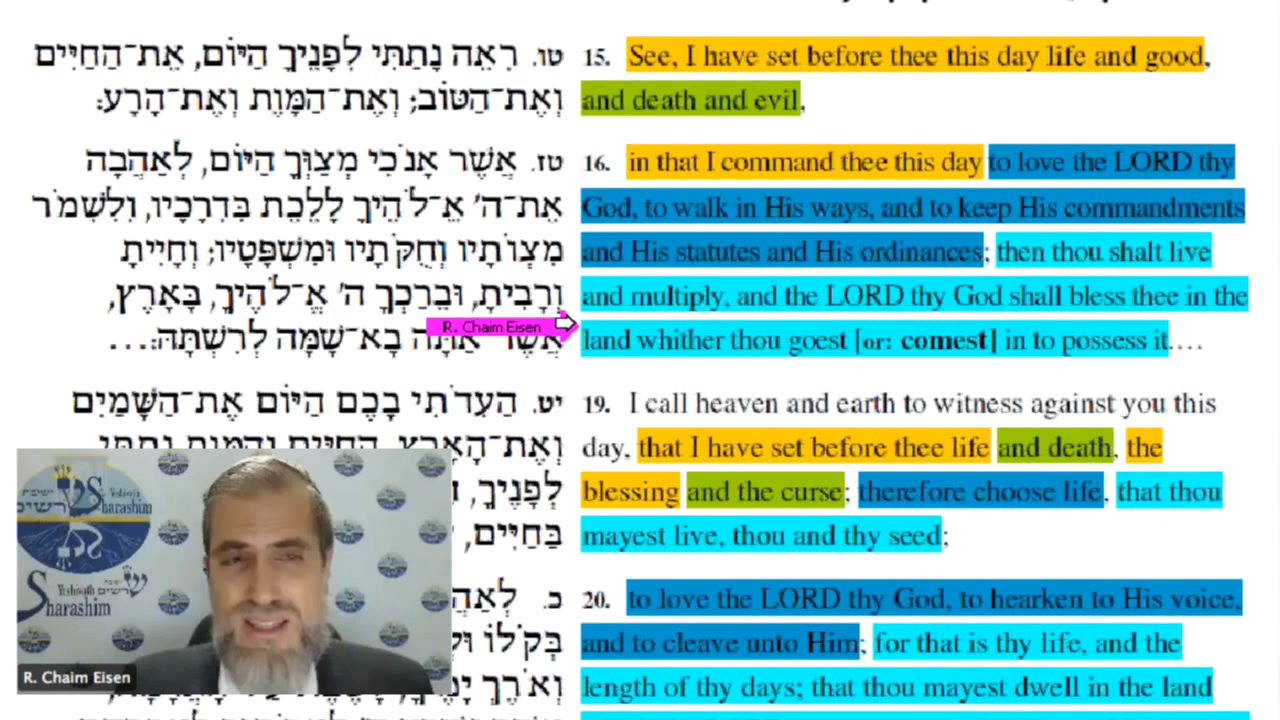 טו. רְאֵה נָתַתִּי לְפָנֶיךָ הַיּוֹם, אֶת־הַחַיִּים
וְאֶת־הַטּוֹב; וְאֶת־הַמָּוֶת וְאֶת־הָרָע:
15. See, I have set before thee this day life and good,
and death and evil,
טז. אֲשֶׁר אָנֹכִי מְצַוְּךָ הַיּוֹם, לְאַהֲבָה
אֶת־ה' אֱ־לֹהֶיךָ לָלֶכֶת בִּדְרָכָיו, וְלִשְׁמֹר
מִצְוֹתָיו וְחֻקֹּתָיו וּמִשְׁפָּטָיו; וְחָיִיתָ
וְרָבִיתָ, וּבֵרַכְךָ ה' אֱ־לֹהֶיךָ, בָּאָרֶץ,
אֲשֶׁר אַתָּה בָא־שָׁמָּה לְרִשְׁתָּהּ:...
R. Chaim Eisen
16. in that I command thee this day to love the LORD thy
God, to walk in His ways, and to keep His commandments
and His statutes and His ordinances; then thou shalt live
and multiply, and the LORD thy God shall bless thee in the
land whither thou goest [or: comest] in to possess it....
יט. הַעִדֹתִי בָכֶם הַיּוֹם אֶת־הַשָּׁמַיִם
וְאֶת־הָאָרֶץ
לְפָנֶיךָ,
בַּחַיִּים,
19. I call heaven and earth to witness against you this
day, that I have set before thee life and death, the
blessing and the curse; therefore choose life, that thou
mayest live, thou and thy seed;
כ.
בְּקֹלוֹ
וְאֹרֶךְ
20. to love the LORD thy God, to hearken to His voice,
and to cleave unto Him; for that is thy life, and the
length of thy days; that thou mayest dwell in the land
Yeshivath
Sharashim
ישיבת
שרשים
Yeshivath
Sharashim
R. Chaim Eisen